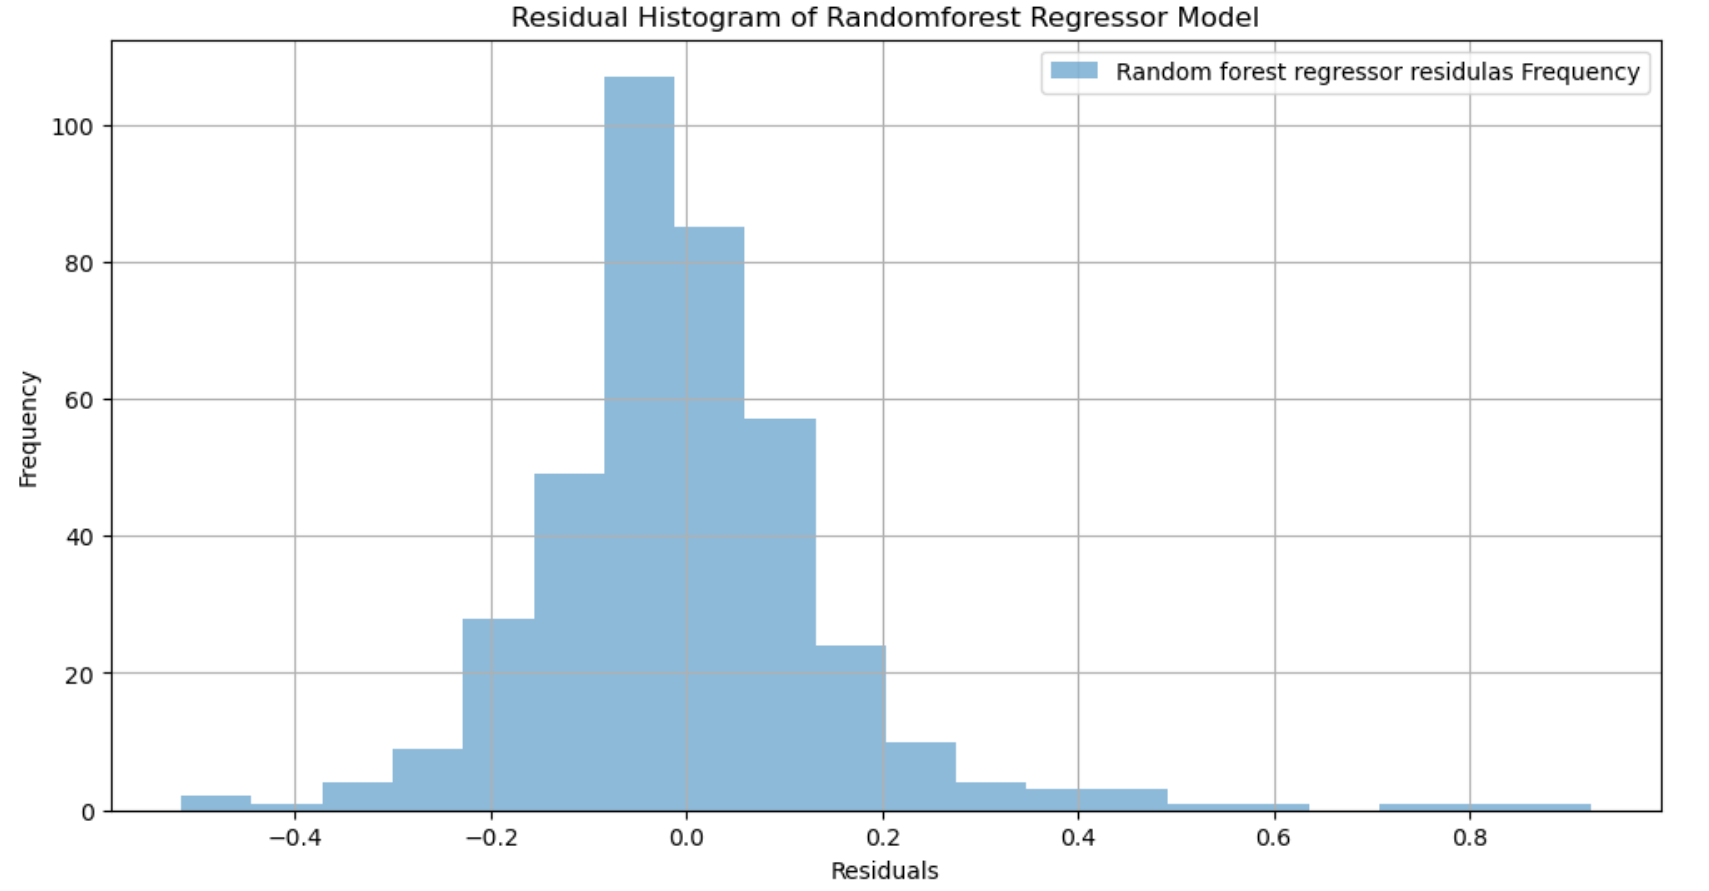 Residual Histogram of Randomforest Regressor Model
Random forest regressor residulas Frequency
100
80
60
40
20
0
Frequency
−0.4 −0.2 0.0 0.2 0.4 0.6 0.8
Residuals